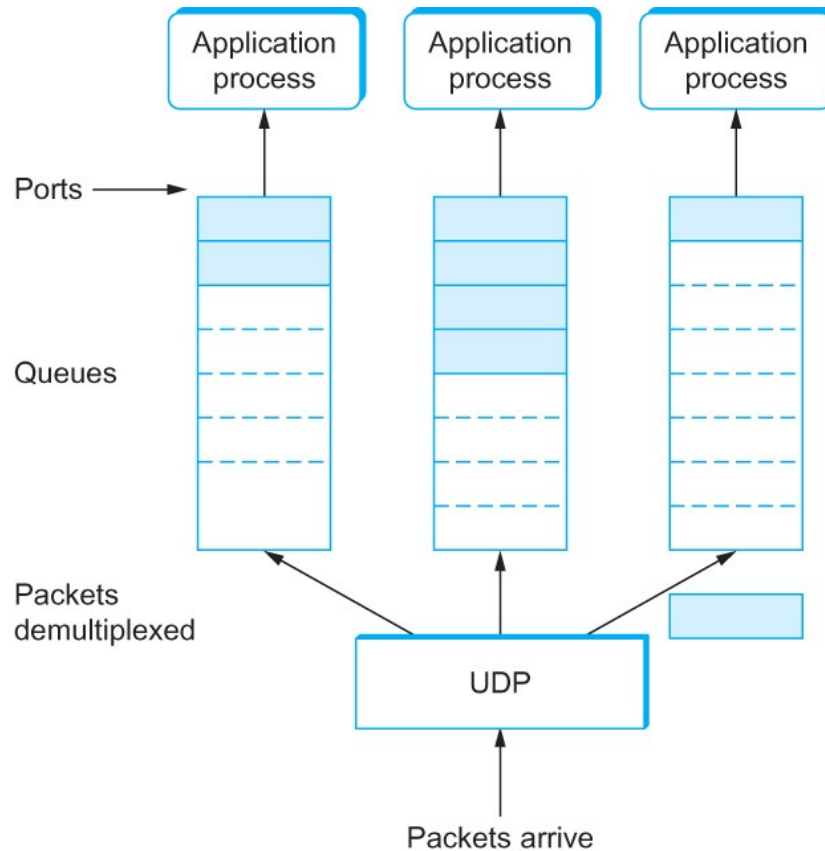 Application
process
Application
process
Application
process
Ports
Queues
Packets
demultiplexed
UDP
Packets arrive